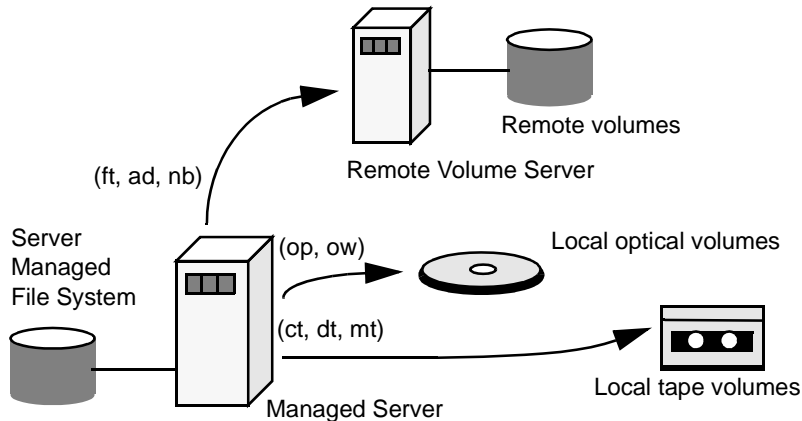 Remote volumes
Remote Volume Server
(ft, ad, nb)
Server
Managed
File System
(op, ow)
Local optical volumes
(ct, dt, mt)
Local tape volumes
Managed Server